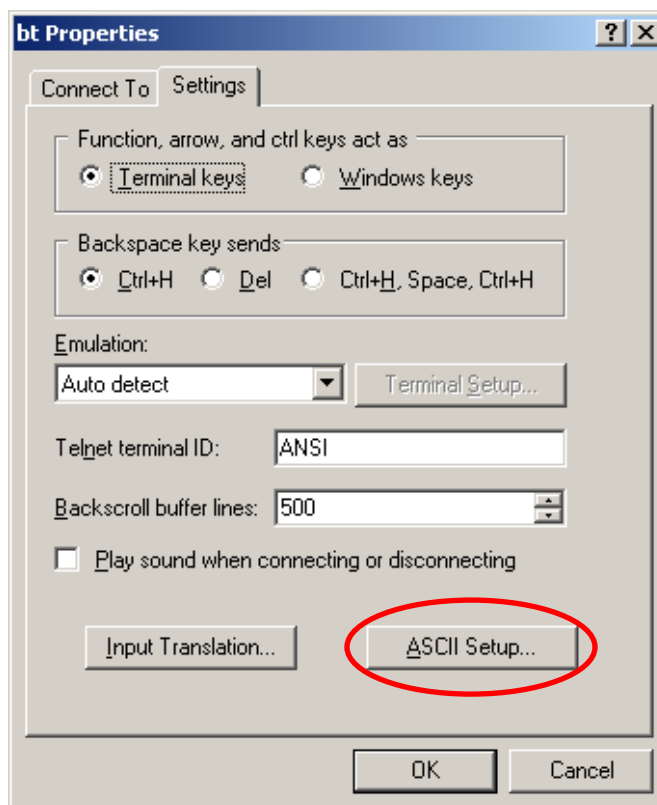 bt Properties
Connect To Settings
Function, arrow, and ctrl keys act as
Terminal keys Windows keys
Backspace key sends
Ctrl+H Del Ctrl+H, Space, Ctrl+H
Emulation:
Auto detect Terminal Setup...
Telnet terminal ID: ANSI
Backscroll buffer lines: 500
Play sound when connecting or disconnecting
Input Translation... ASCII Setup...
OK Cancel